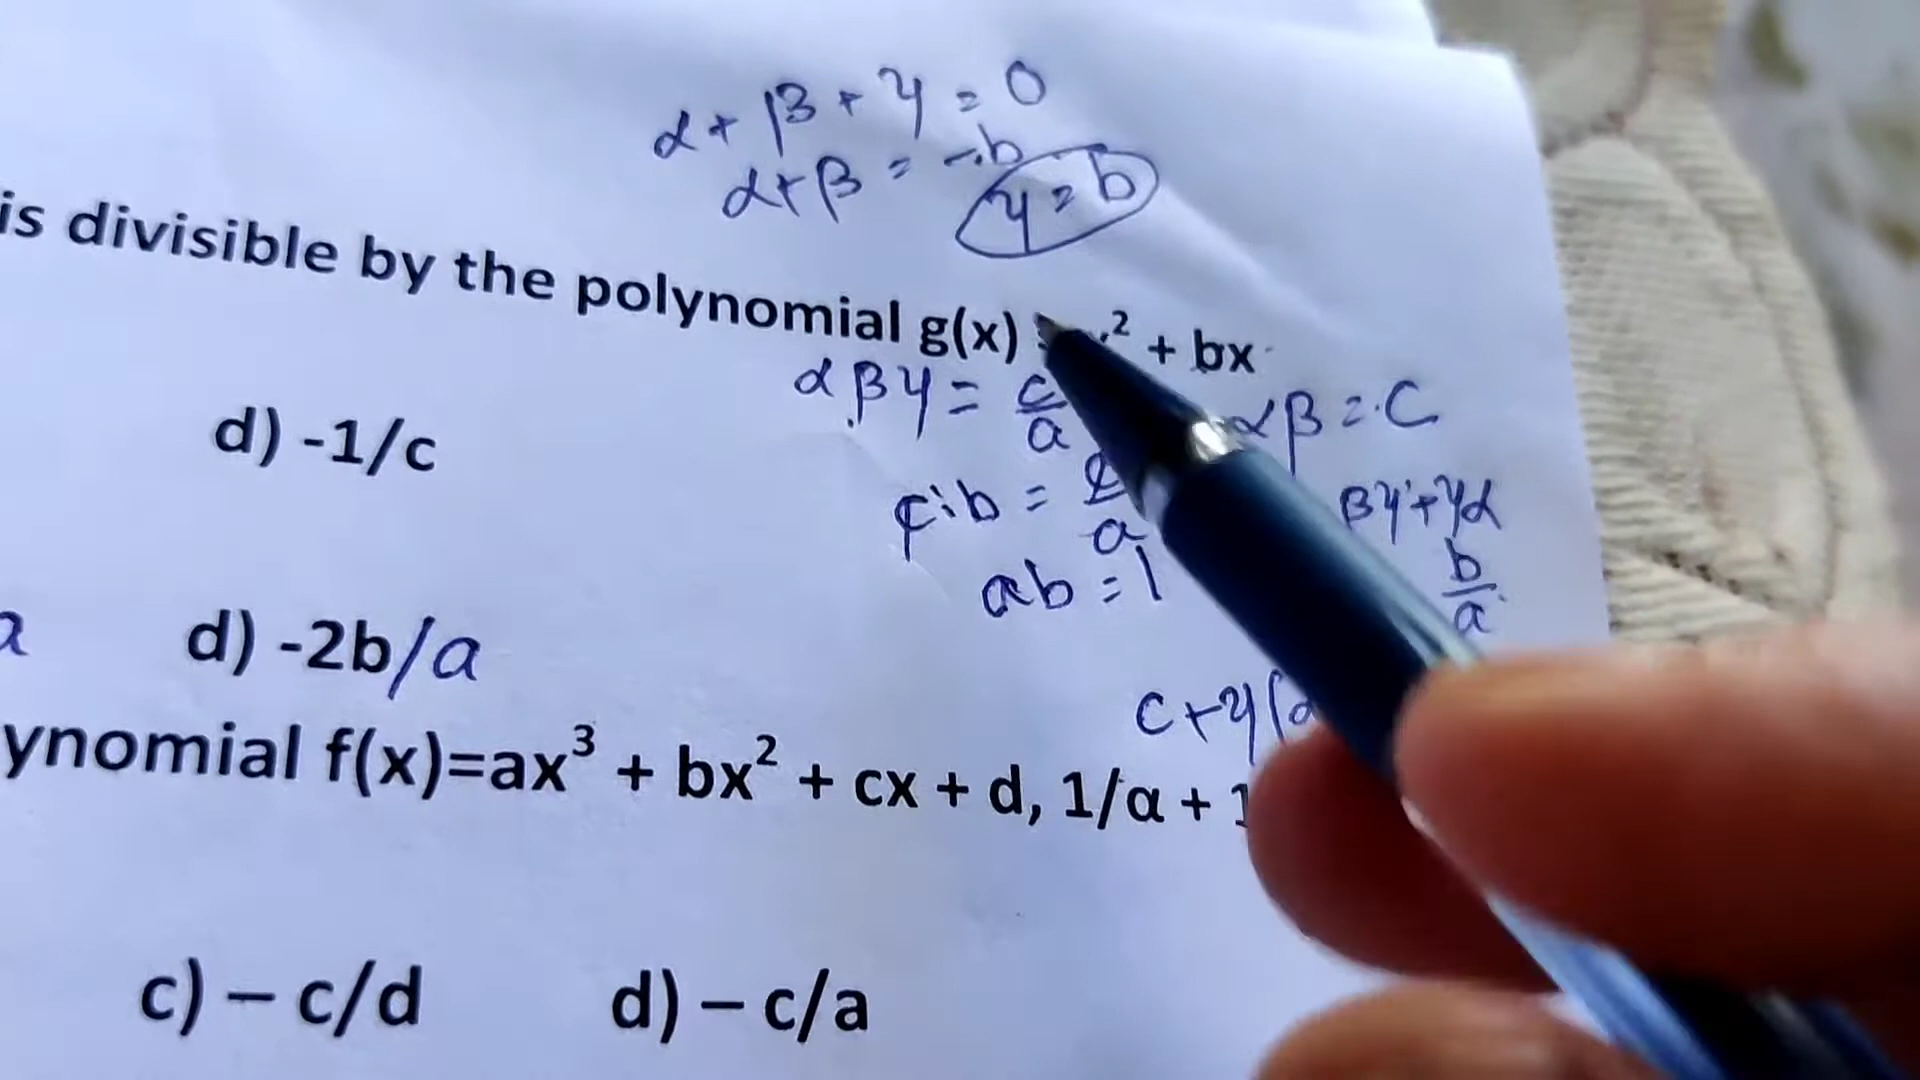 α + β + γ = 0
α + β = -b
γ = b
is divisible by the polynomial g(x) x² + bx
α β γ = c/a
αβ = c
d) -1/c
c·b = c/a
βγ + γα
ab = 1
b/a
a
d) -2b/a
c + γ(α
ynomial f(x)=ax³ + bx² + cx + d, 1/α + 1
c) – c/d
d) – c/a